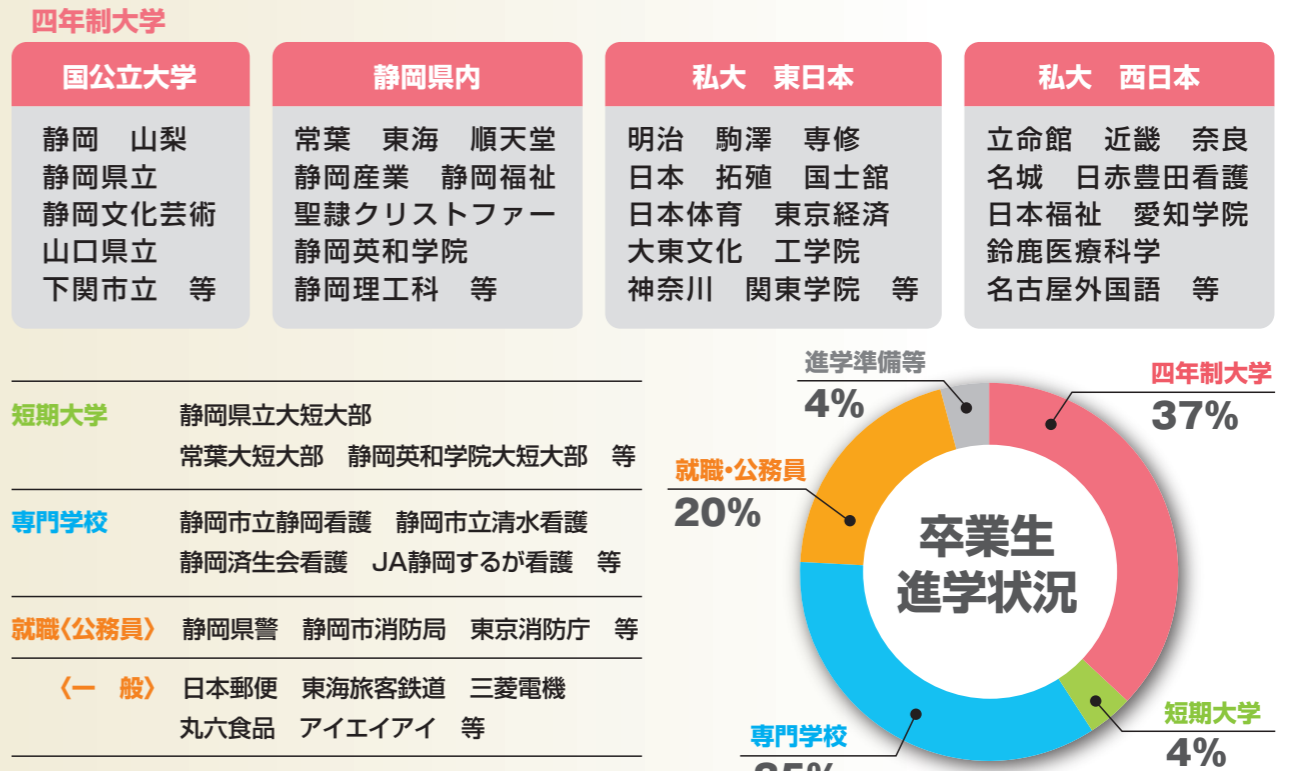 四年制大学
国公立大学
静岡　山梨
静岡県立
静岡文化芸術
山口県立
下関市立　等
静岡県内
常葉　東海　順天堂
静岡産業　静岡福祉
聖隷クリストファー
静岡英和学院
静岡理工科　等
私大　東日本
明治　駒澤　専修
日本　拓殖　国士舘
日本体育　東京経済
大東文化　工学院
神奈川　関東学院　等
私大　西日本
立命館　近畿　奈良
名城　日赤豊田看護
日本福祉　愛知学院
鈴鹿医療科学
名古屋外国語　等
短期大学　静岡県立大短大部
常葉大短大部　静岡英和学院大短大部　等
専門学校　静岡市立静岡看護　静岡市立清水看護
静岡済生会看護　JA静岡するが看護　等
就職〈公務員〉　静岡県警　静岡市消防局　東京消防庁　等
〈一　般〉　日本郵便　東海旅客鉄道　三菱電機
丸六食品　アイエイアイ　等
進学準備等
4%
四年制大学
37%
就職・公務員
20%
卒業生
進学状況
短期大学
4%
専門学校